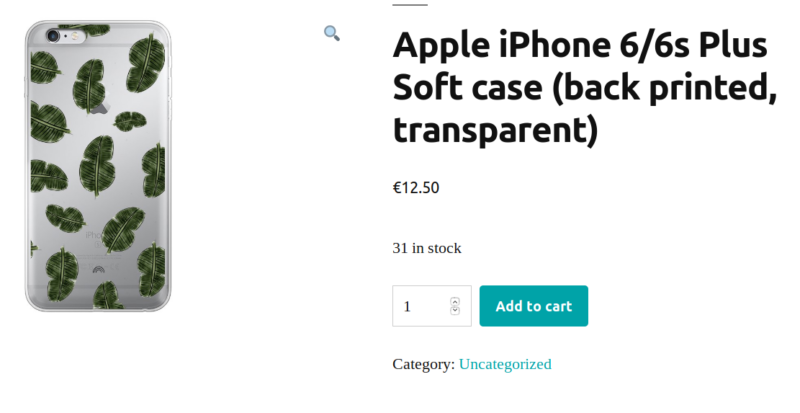 Apple iPhone 6/6s Plus
Soft case (back printed,
transparent)
€12.50
31 in stock
1
Add to cart
Category: Uncategorized